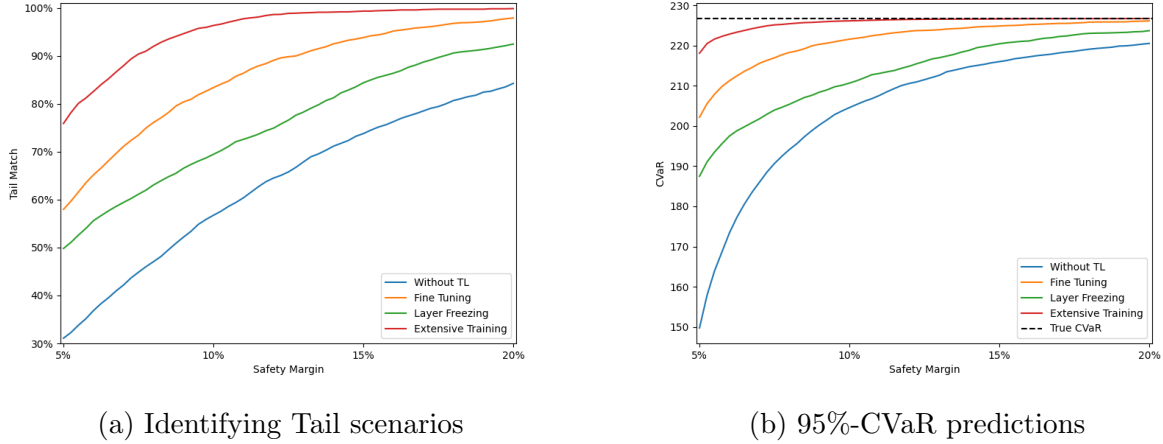 100%
90%
80%
70%
60%
50%
40%
30%
Tail Match
5%
10%
15%
20%
Safety Margin
Without TL
Fine Tuning
Layer Freezing
Extensive Training
(a) Identifying Tail scenarios
230
220
210
200
190
180
170
160
150
CVaR
5%
10%
15%
20%
Safety Margin
Without TL
Fine Tuning
Layer Freezing
Extensive Training
True CVaR
(b) 95%-CVaR predictions